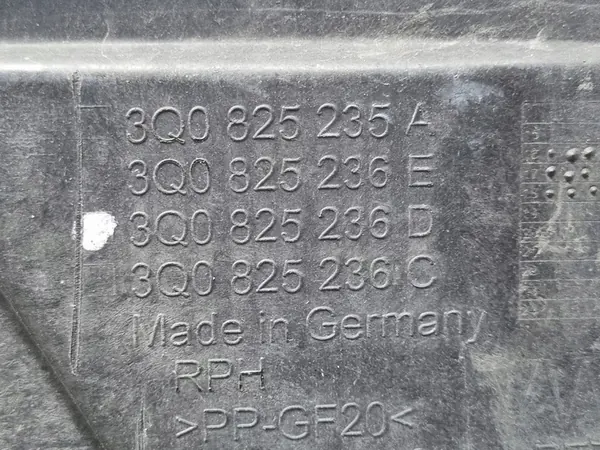 3Q0 825 235 A
3Q0 825 236 E
3Q0 825 236 D
3Q0 825 236 C
Made in Germany
RPH
>PP-GF20<